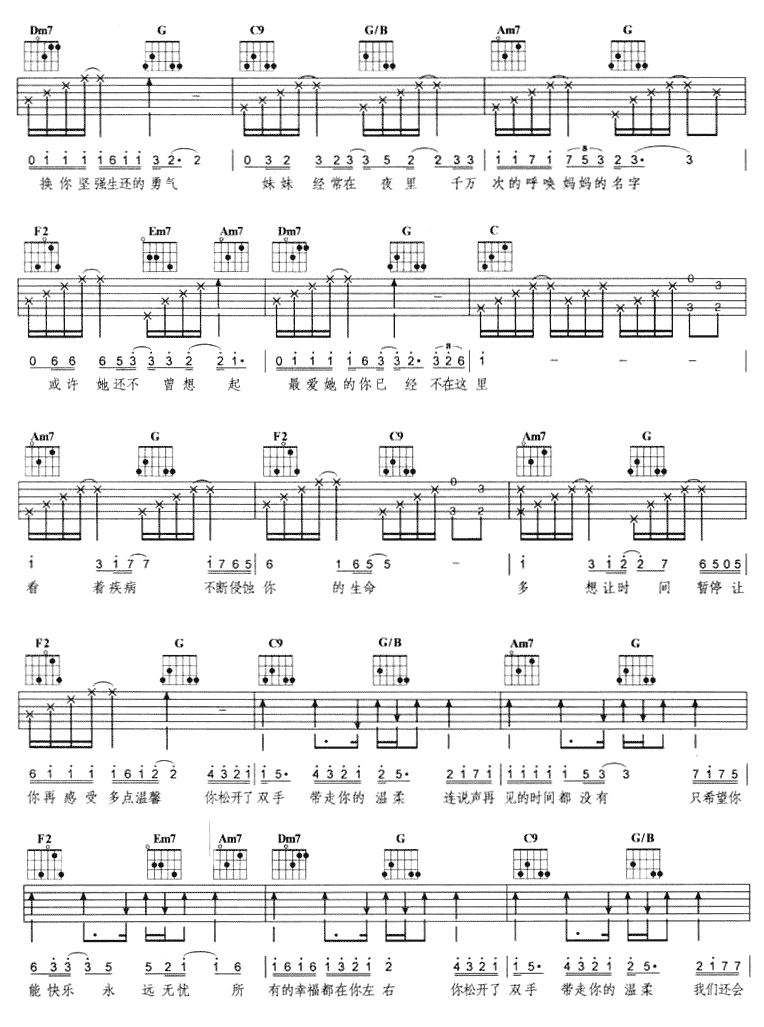 Dm7 G C9 G/B Am7 G
0 1 1 1 1 6 1 1 3 2· 2 0 3 2 3 2 3 3 5 2 2 3 3 1 1 7 1 7 5 3 2 3· 3
换你坚强生还的勇气 妹妹 经常在 夜里 千万 次的呼唤妈妈的名字
F2 Em7 Am7 Dm7 G C
0 6 6 6 5 3 3 3 2 2 1· 0 1 1 1 1 6 3 3 2· 3 2 6 1 – – –
或许 她还不 曾想 起 最爱她的你已 经 不在这里
Am7 G F2 C9 Am7 G
1 3 1 7 7 1 7 6 5 6 1 6 5 5 – 1 3 1 2 2 7 6 5 0 5
看 着疾病 不断侵蚀你 的生命 多 想让时 间 暂停让
F2 G C9 G/B Am7 G
6 1 1 1 1 6 1 2 2 4 3 2 1 1 5· 4 3 2 1 2 5· 2 1 7 1 1 1 1 1 1 5 3 3 7 1 7 5
你再感受 多点温馨 你松开了双手 带走你的 温柔 连说声再 见的时间都 没有 只希望你
F2 Em7 Am7 Dm7 G C9 G/B
6 3 3 3 5 5 2 1 1 6 1 6 1 6 1 3 2 1 2 4 3 2 1 1 5· 4 3 2 1 2 5· 2 1 7 7
能快乐 永 远无忧 所 有的幸福都在你左右 你松开了 双手 带走你的 温柔 我们还会